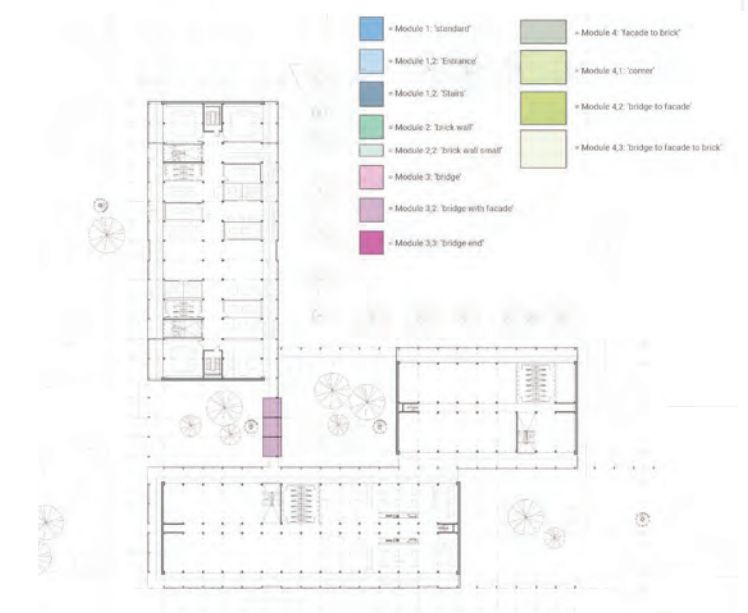 = Module 1: 'standard'
= Module 1,2: 'Entrance'
= Module 1,2: 'Stairs'
= Module 2: 'brick wall'
= Module 2,2: 'brick wall small'
= Module 3: 'bridge'
= Module 3,2: 'bridge with facade'
= Module 3,3: 'bridge end'
= Module 4: 'facade to brick'
= Module 4,1: 'corner'
= Module 4,2: 'bridge to facade'
= Module 4,3: 'bridge to facade to brick'